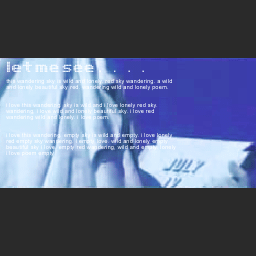 letmesee. . . .
this wandering sky is wild and lonely. red sky wandering. a wild
and lonely beautiful sky red. wandering wild and lonely poem.
i love this wandering. sky is wild and i love lonely red sky.
wandering. i love wild and lonely beautiful sky. i love red
wandering wild and lonely. i love poem.
i love this wandering. empty sky is wild and empty. i love lonely
red empty sky wandering. i empty love. wild and empty lonely
beautiful sky. i love. empty red wandering. wild and empty lonely.
i love poem empty.
JULY
IV